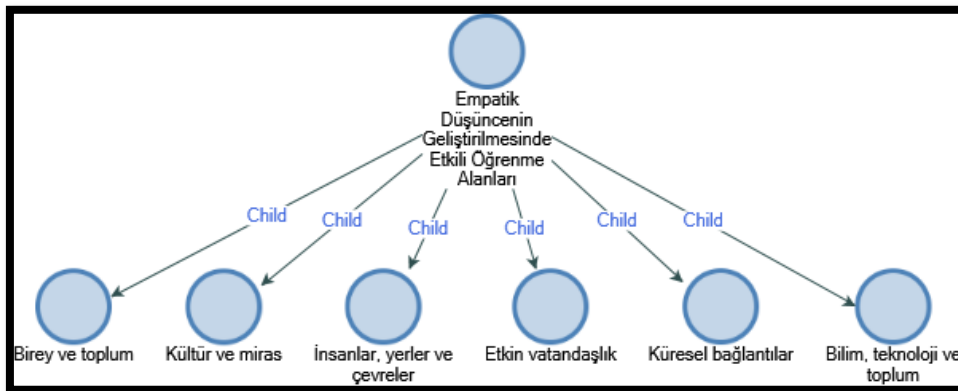 Empatik
Düşüncenin
Geliştirilmesinde
Etkili Öğrenme
Alanları
Child
Child
Child
Child
Child
Child
Birey ve toplum
Kültür ve miras
İnsanlar, yerler ve
çevreler
Etkin vatandaşlık
Küresel bağlantılar
Bilim, teknoloji ve
toplum